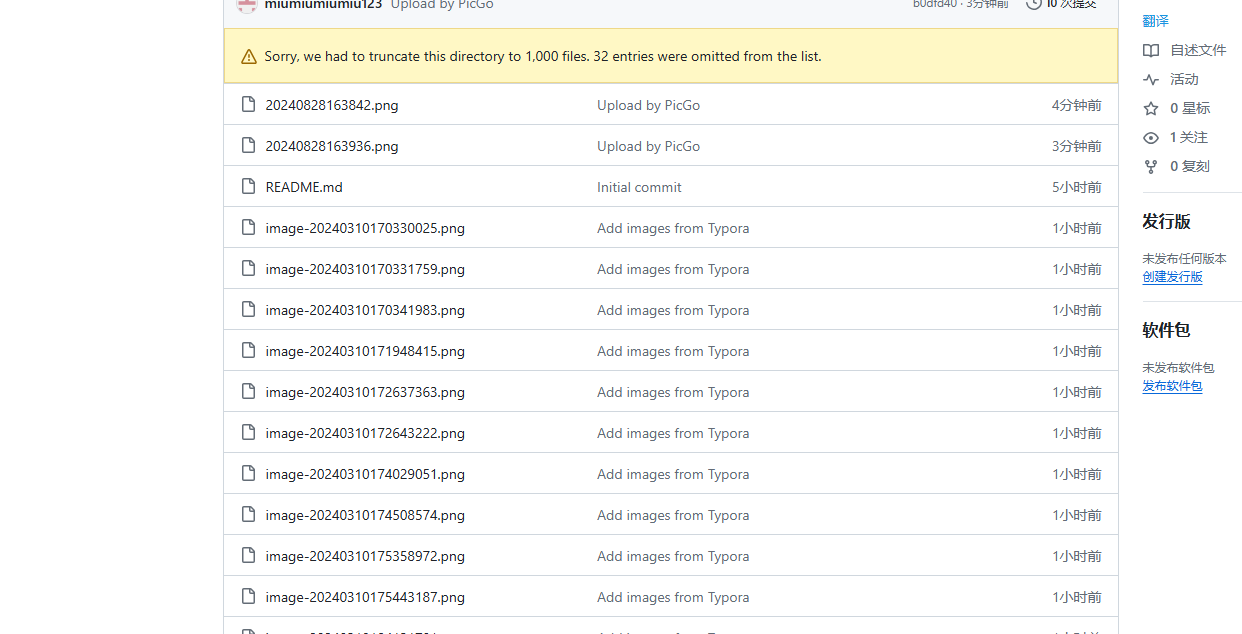 miumiumiumiu123 Upload by PicGo b0dfd40 · 3分钟前 10 次提交
Sorry, we had to truncate this directory to 1,000 files. 32 entries were omitted from the list.
20240828163842.png Upload by PicGo 4分钟前
20240828163936.png Upload by PicGo 3分钟前
README.md Initial commit 5小时前
image-20240310170330025.png Add images from Typora 1小时前
image-20240310170331759.png Add images from Typora 1小时前
image-20240310170341983.png Add images from Typora 1小时前
image-20240310171948415.png Add images from Typora 1小时前
image-20240310172637363.png Add images from Typora 1小时前
image-20240310172643222.png Add images from Typora 1小时前
image-20240310174029051.png Add images from Typora 1小时前
image-20240310174508574.png Add images from Typora 1小时前
image-20240310175358972.png Add images from Typora 1小时前
image-20240310175443187.png Add images from Typora 1小时前
翻译
自述文件
活动
0 星标
1 关注
0 复刻
发行版
未发布任何版本
创建发行版
软件包
未发布软件包
发布软件包